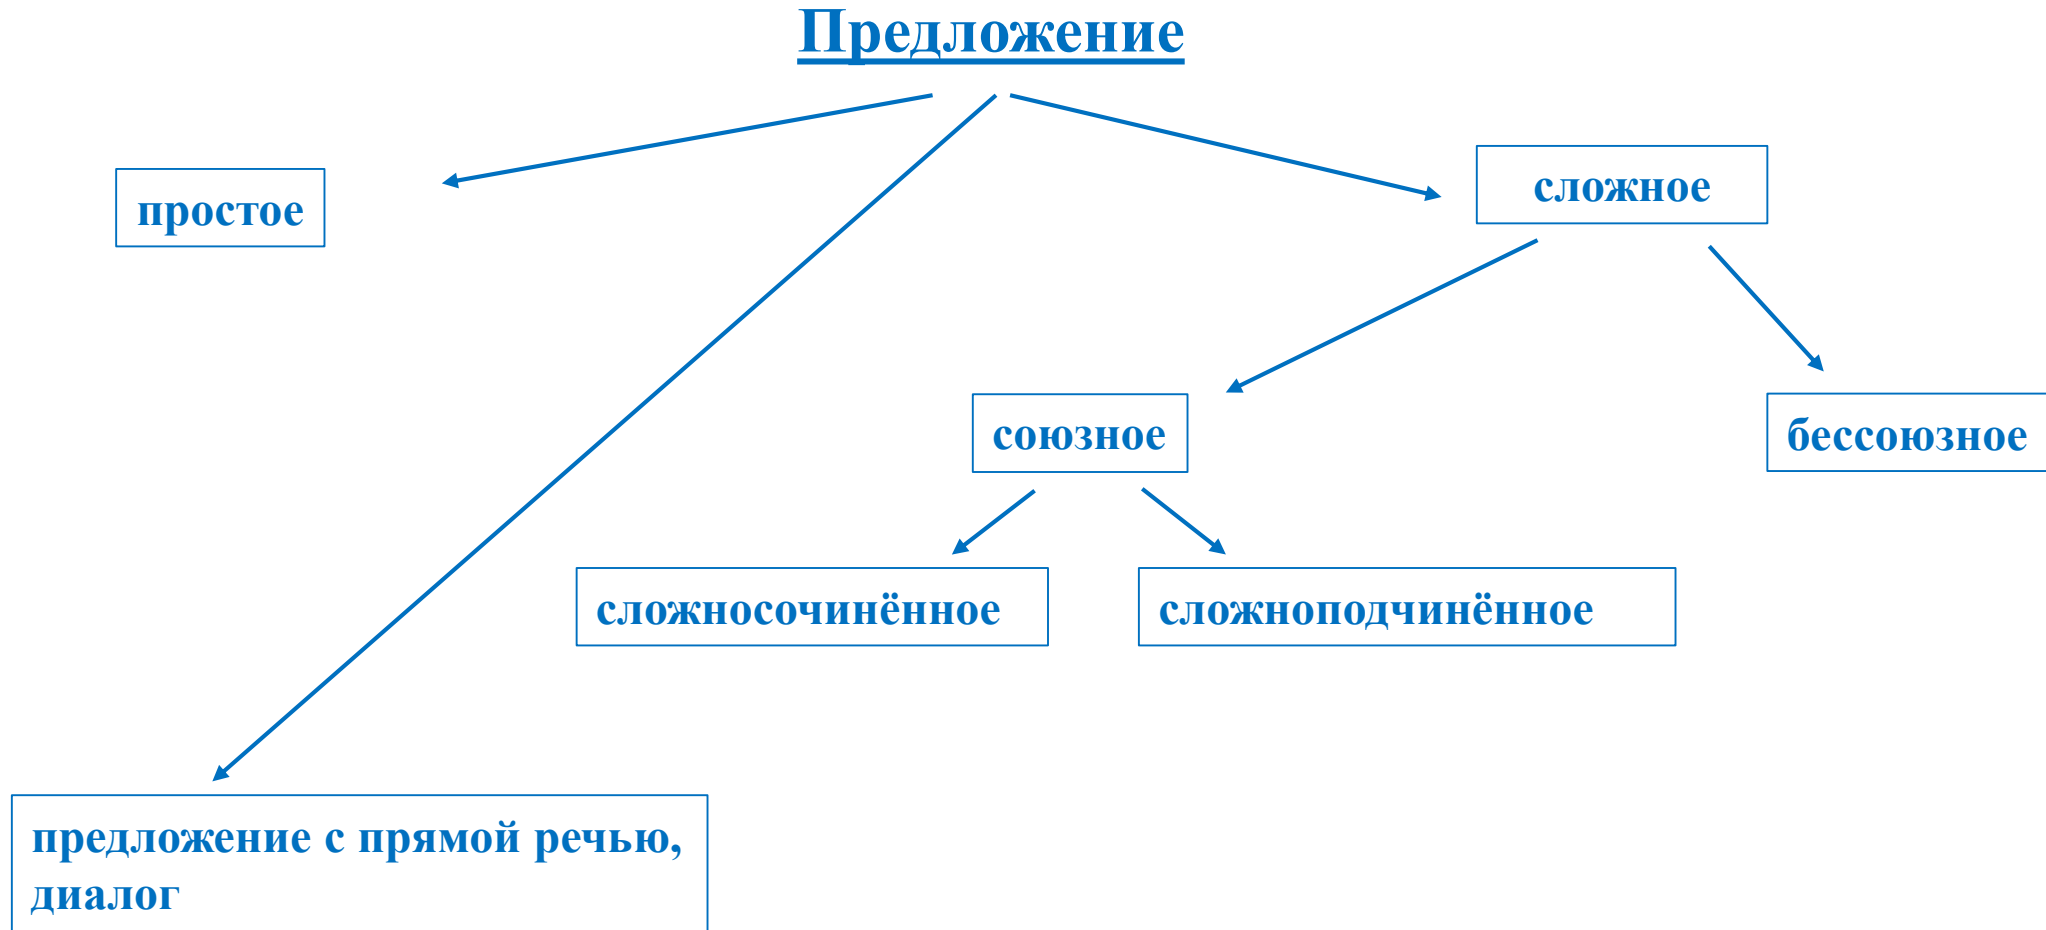 Предложение
простое
сложное
союзное
бессоюзное
сложносочинённое
сложноподчинённое
предложение с прямой речью,
диалог